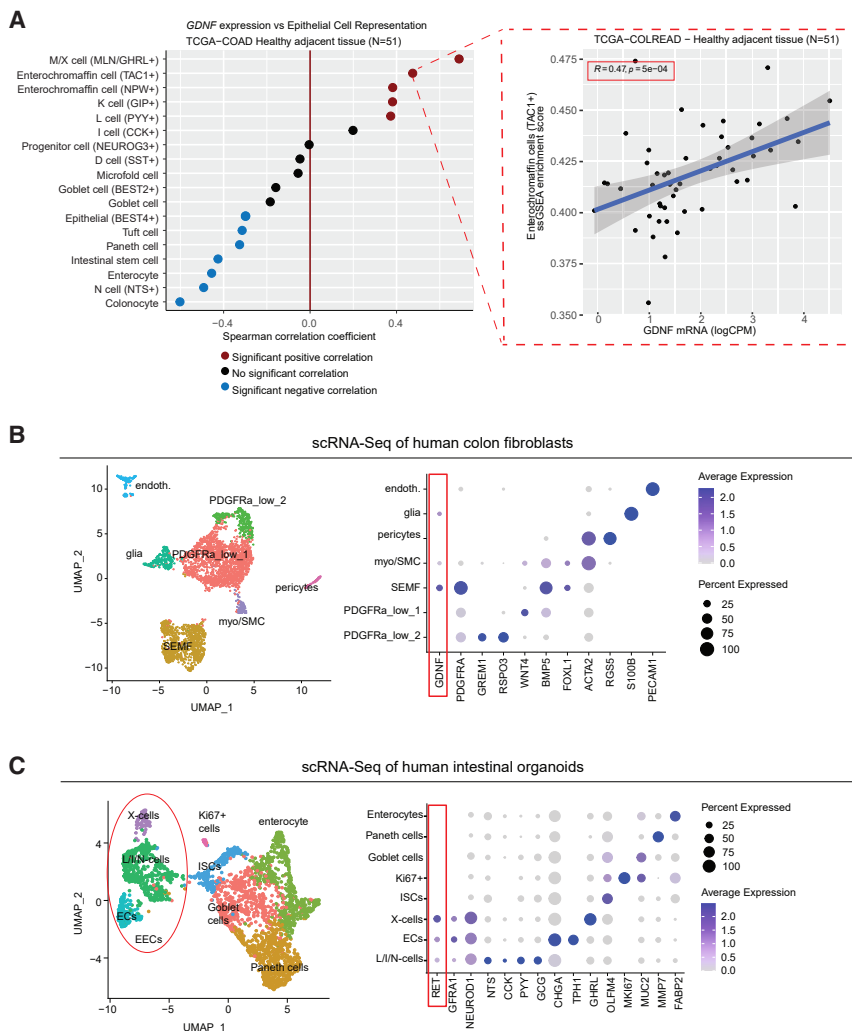 A
GDNF expression vs Epithelial Cell Representation
TCGA-COAD Healthy adjacent tissue (N=51)
M/X cell (MLN/GHRL+)
Enterochromaffin cell (TAC1+)
Enterochromaffin cell (NPW+)
K cell (GIP+)
L cell (PYY+)
I cell (CCK+)
Progenitor cell (NEUROG3+)
D cell (SST+)
Microfold cell
Goblet cell (BEST2+)
Goblet cell
Epithelial (BEST4+)
Tuft cell
Paneth cell
Intestinal stem cell
Enterocyte
N cell (NTS+)
Colonocyte
−0.4
0.0
0.4
Spearman correlation coefficient
Significant positive correlation
No significant correlation
Significant negative correlation
TCGA−COLREAD − Healthy adjacent tissue (N=51)
R = 0.47, p = 5e−04
0.475
0.450
0.425
0.400
0.375
0.350
Enterochromaffin cells (TAC1+)
ssGSEA enrichment score
0
1
2
3
4
GDNF mRNA (logCPM)
B
scRNA-Seq of human colon fibroblasts
10
5
0
−5
−10
UMAP_2
endoth.
PDGFRa_low_2
glia
PDGFRa_low_1
pericytes
myo/SMC
SEMF
−10
−5
0
5
10
UMAP_1
endoth.
glia
pericytes
myo/SMC
SEMF
PDGFRa_low_1
PDGFRa_low_2
GDNF
PDGFRA
GREM1
RSPO3
WNT4
BMP5
FOXL1
ACTA2
RGS5
S100B
PECAM1
Average Expression
2.0
1.5
1.0
0.5
0.0
Percent Expressed
25
50
75
100
C
scRNA-Seq of human intestinal organoids
4
0
−4
UMAP_2
X-cells
Ki67+
cells
enterocyte
L/I/N-cells
ISCs
Goblet
cells
ECs
EECs
Paneth cells
−5
0
5
UMAP_1
Enterocytes
Paneth cells
Goblet cells
Ki67+
ISCs
X-cells
ECs
L/I/N-cells
RET
GFRA1
NEUROD1
NTS
CCK
PYY
GCG
CHGA
TPH1
GHRL
OLFM4
MKI67
MUC2
MMP7
FABP2
Percent Expressed
25
50
75
100
Average Expression
2.0
1.5
1.0
0.5
0.0